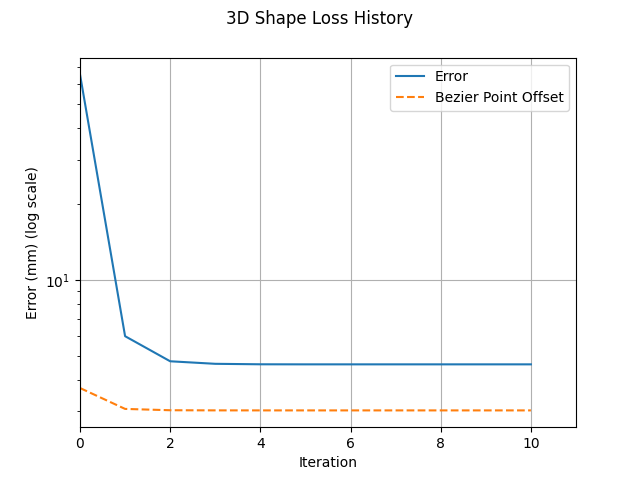 3D Shape Loss History
Error
Bezier Point Offset
Error (mm) (log scale)
10¹
0 2 4 6 8 10
Iteration